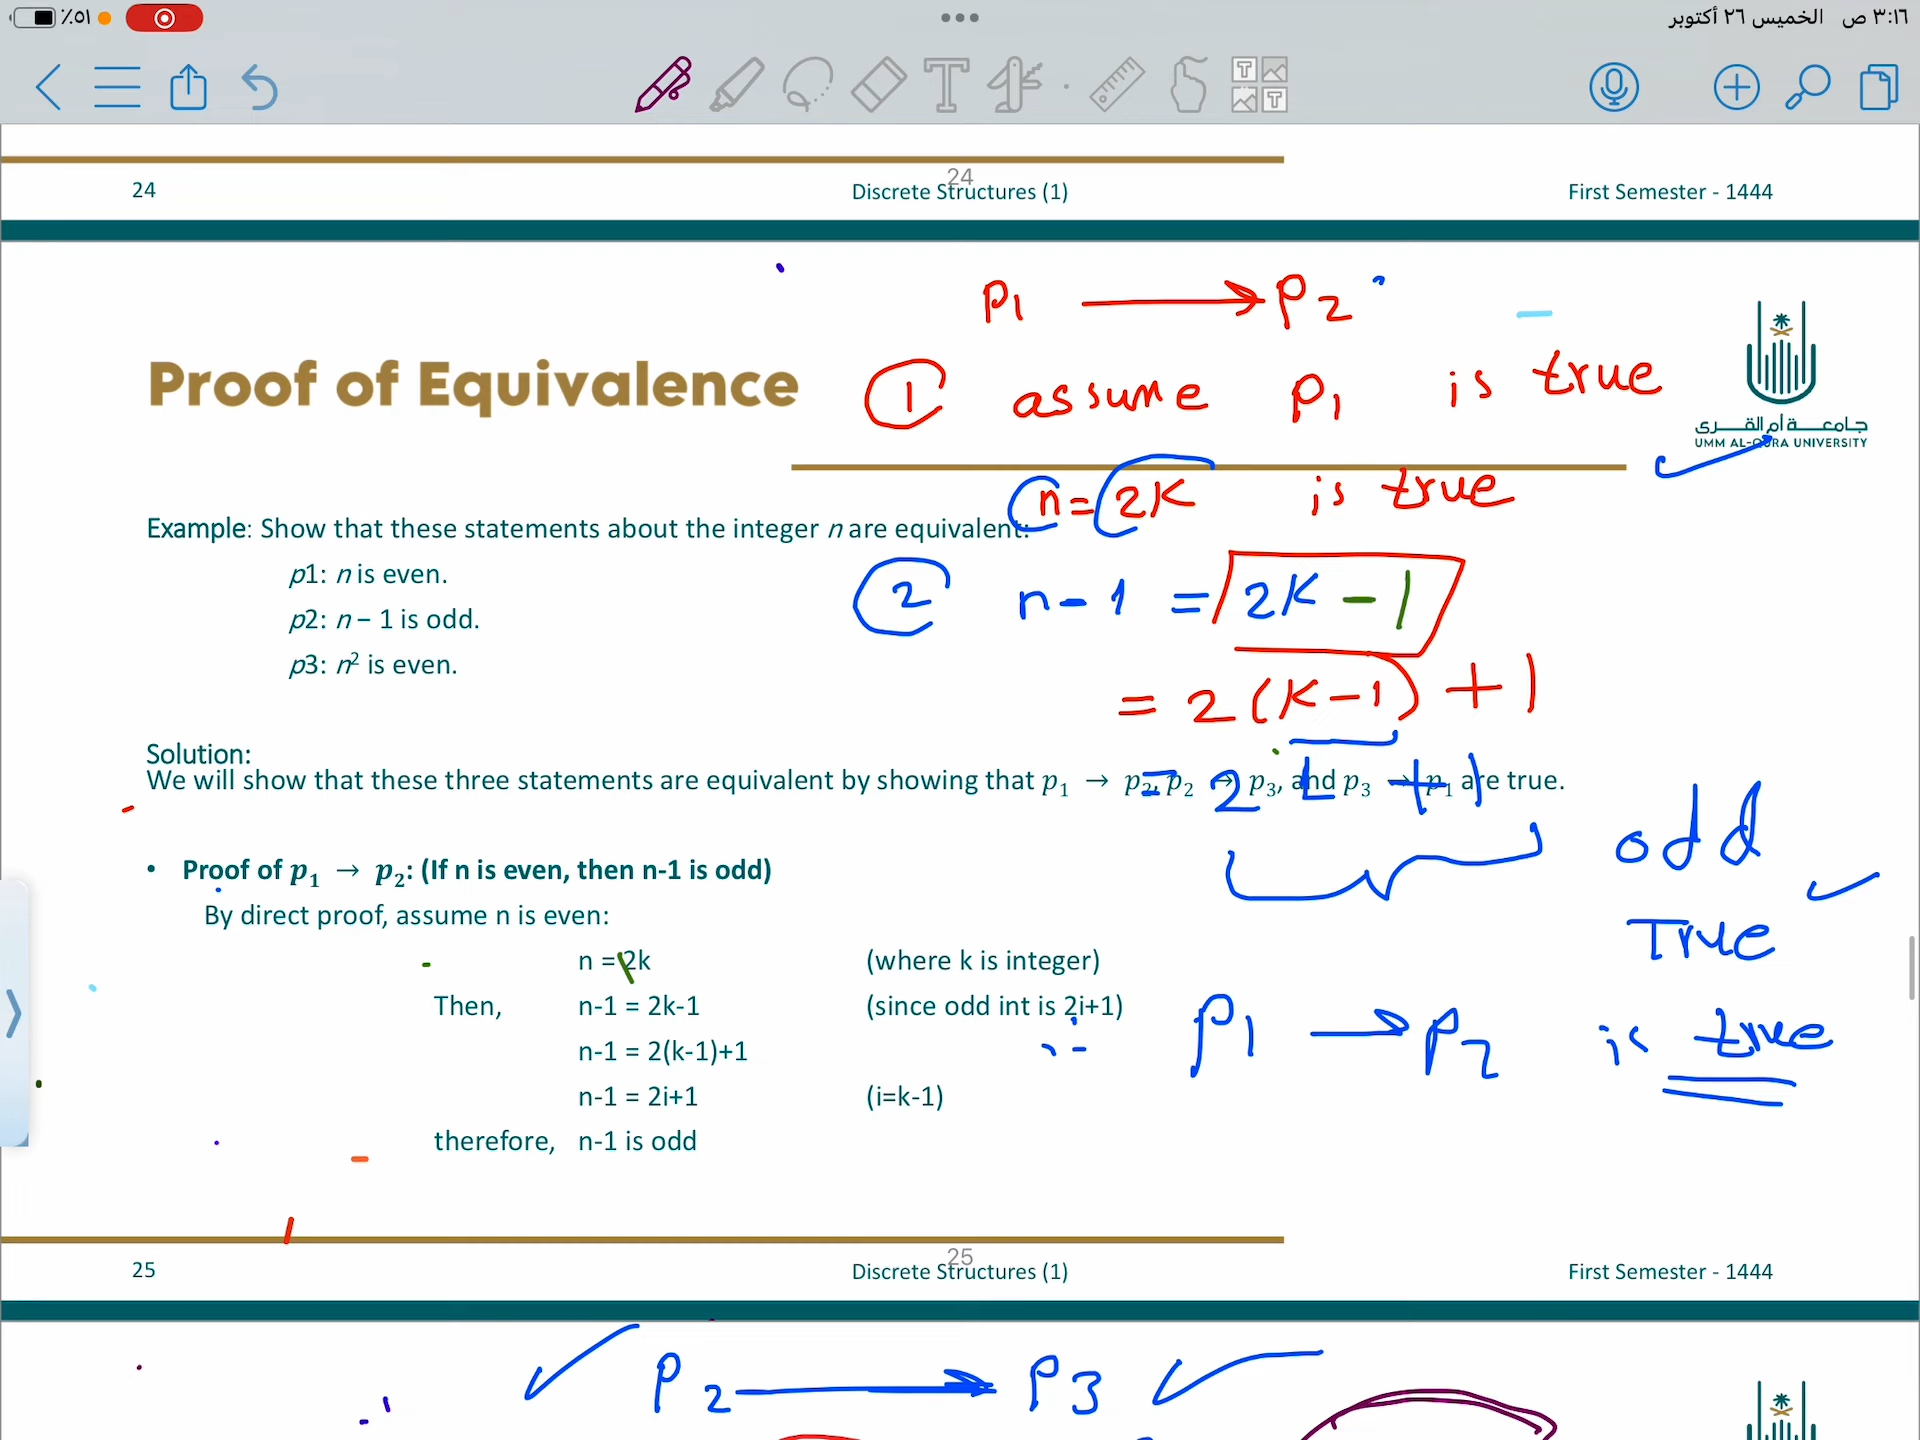 ٪٥١
٣:١٦ ص الخميس ٢٦ أكتوبر
24
24
Discrete Structures (1)
First Semester - 1444
p1 → p2
Proof of Equivalence
① assume p1 is true
جامعة أم القرى
UMM AL-QURA UNIVERSITY
n = 2k is true
Example: Show that these statements about the integer n are equivalent:
p1: n is even.
② n - 1 = 2k - 1
p2: n – 1 is odd.
p3: n² is even.
= 2(k-1) + 1
Solution:
We will show that these three statements are equivalent by showing that p₁ → p₂, p₂ → p₃, and p₃ → p₁ are true.
= 2 L + 1
odd
Proof of p₁ → p₂: (If n is even, then n-1 is odd)
By direct proof, assume n is even:
True
n = 2k (where k is integer)
Then, n-1 = 2k-1 (since odd int is 2i+1)
∴ p1 → p2 is true
n-1 = 2(k-1)+1
n-1 = 2i+1 (i=k-1)
therefore, n-1 is odd
25
25
Discrete Structures (1)
First Semester - 1444
P2 → P3